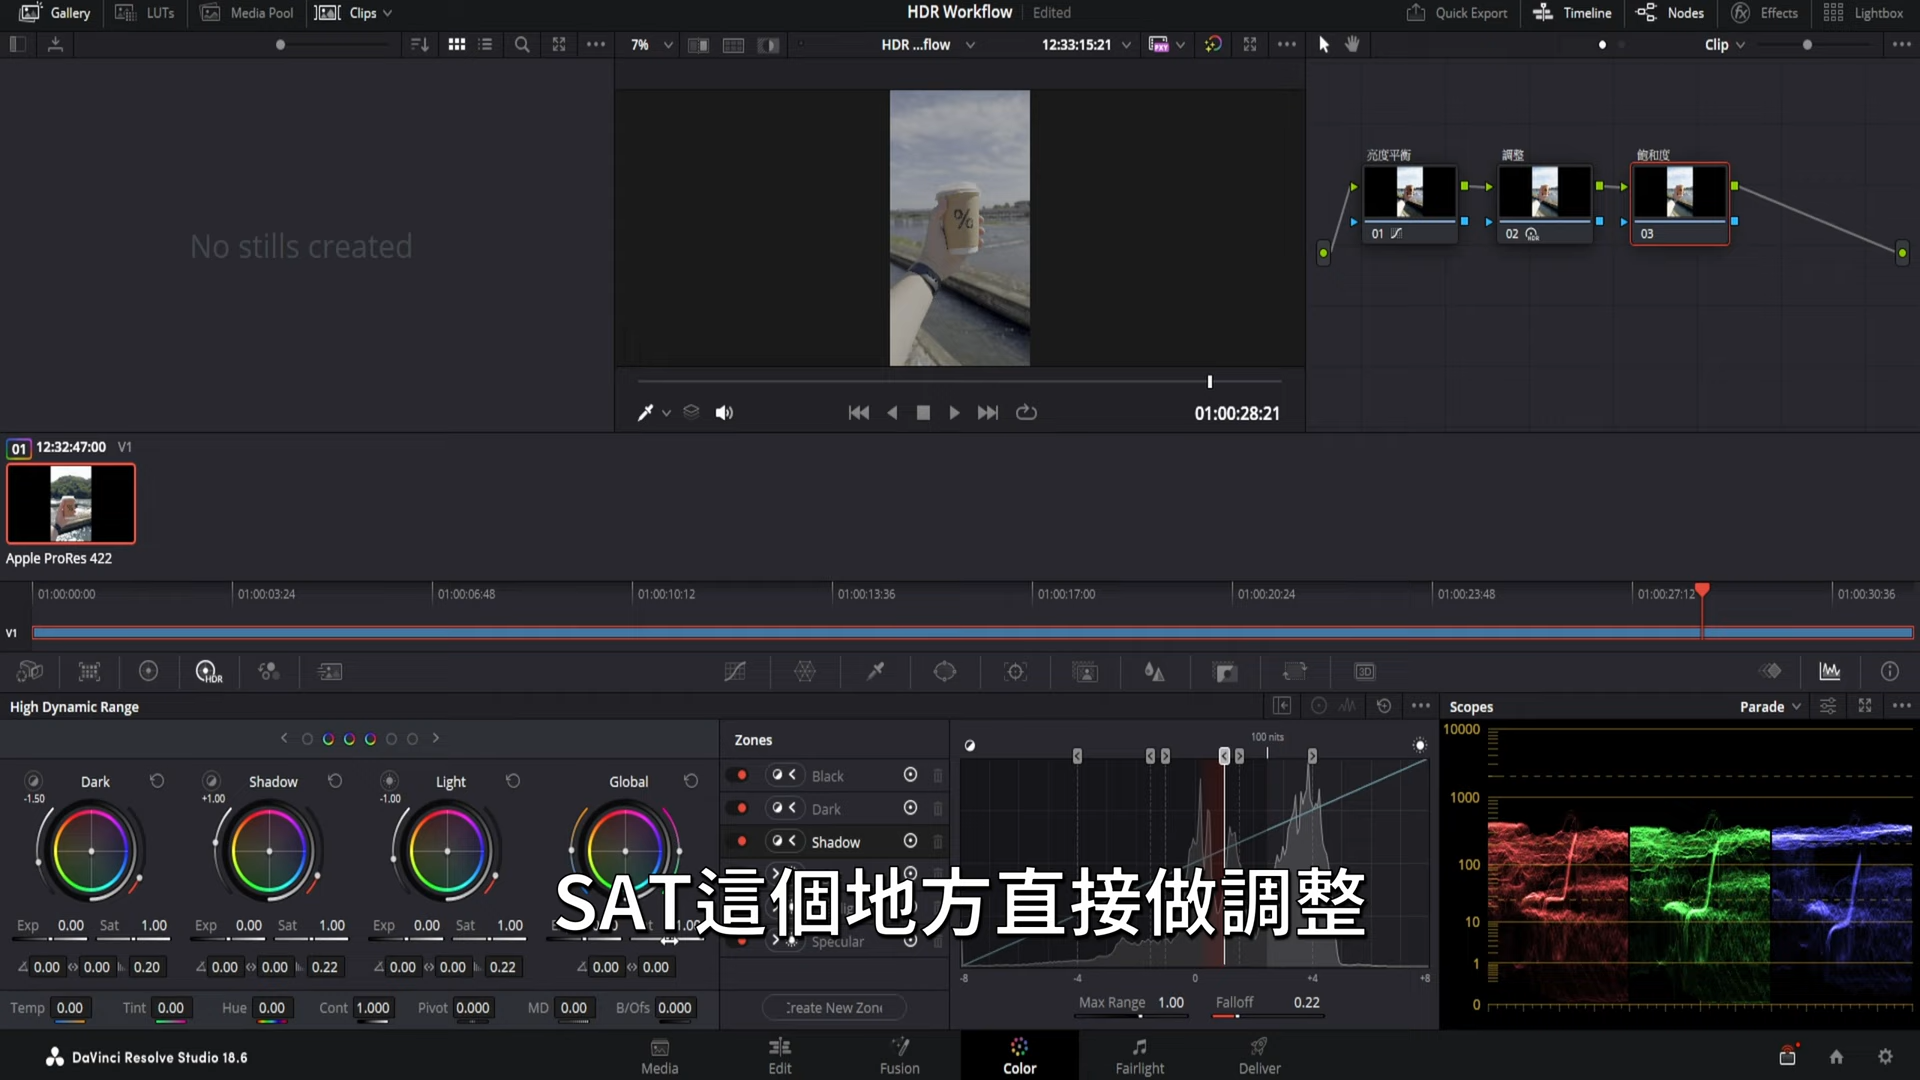 Gallery
LUTs
Media Pool
Clips
HDR Workflow
Edited
Quick Export
Timeline
Nodes
Effects
Lightbox
7%
HDR ...flow
12:33:15:21
Clip
No stills created
亮度平衡
調整
飽和度
01
02
03
01:00:28:21
01 12:32:47:00 V1
Apple ProRes 422
01:00:00:00
01:00:03:24
01:00:06:48
01:00:10:12
01:00:13:36
01:00:17:00
01:00:20:24
01:00:23:48
01:00:27:12
01:00:30:36
V1
High Dynamic Range
Dark
-1.50
Exp 0.00 Sat 1.00
0.00 0.00 0.20
Shadow
+1.00
Exp 0.00 Sat 1.00
0.00 0.00 0.22
Light
-1.00
Exp 0.00 Sat 1.00
0.00 0.00 0.22
Global
0.00 0.00
Temp 0.00 Tint 0.00 Hue 0.00 Cont 1.000 Pivot 0.000 MD 0.00 B/Ofs 0.000
Zones
Black
Dark
Shadow
Specular
Create New Zone
100 nits
-8 -4 0 +4 +8
Max Range 1.00 Falloff 0.22
Scopes
Parade
10000
1000
100
10
1
0
SAT這個地方直接做調整
DaVinci Resolve Studio 18.6
Media
Edit
Fusion
Color
Fairlight
Deliver